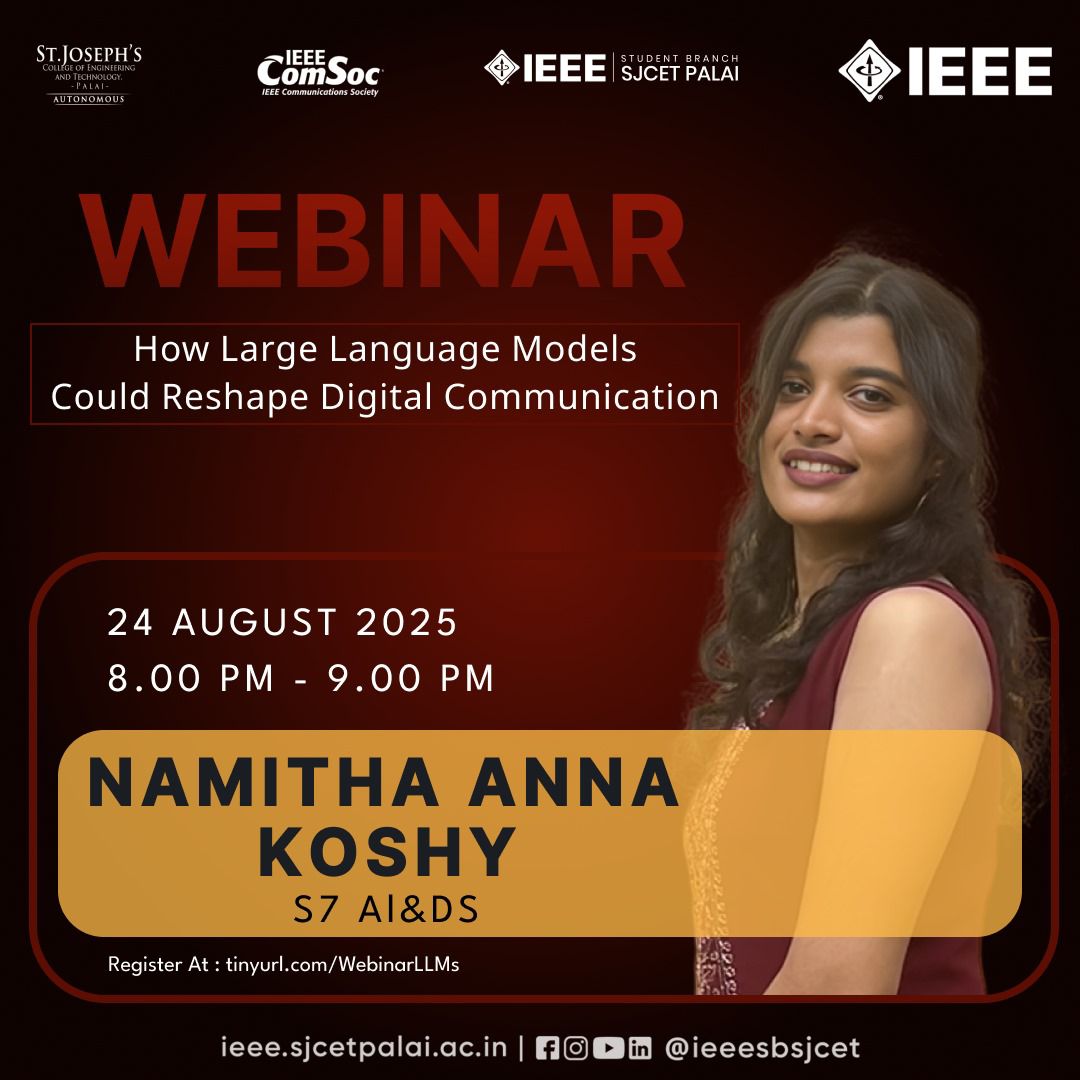 ST.JOSEPH'S
COLLEGE OF ENGINEERING
AND TECHNOLOGY,
- PALAI -
AUTONOMOUS
IEEE
ComSoc
IEEE Communications Society
IEEE
STUDENT BRANCH
SJCET PALAI
IEEE
WEBINAR
How Large Language Models
Could Reshape Digital Communication
24 AUGUST 2025
8.00 PM - 9.00 PM
NAMITHA ANNA
KOSHY
S7 AI&DS
Register At : tinyurl.com/WebinarLLMs
ieee.sjcetpalai.ac.in | @ieeesbsjcet